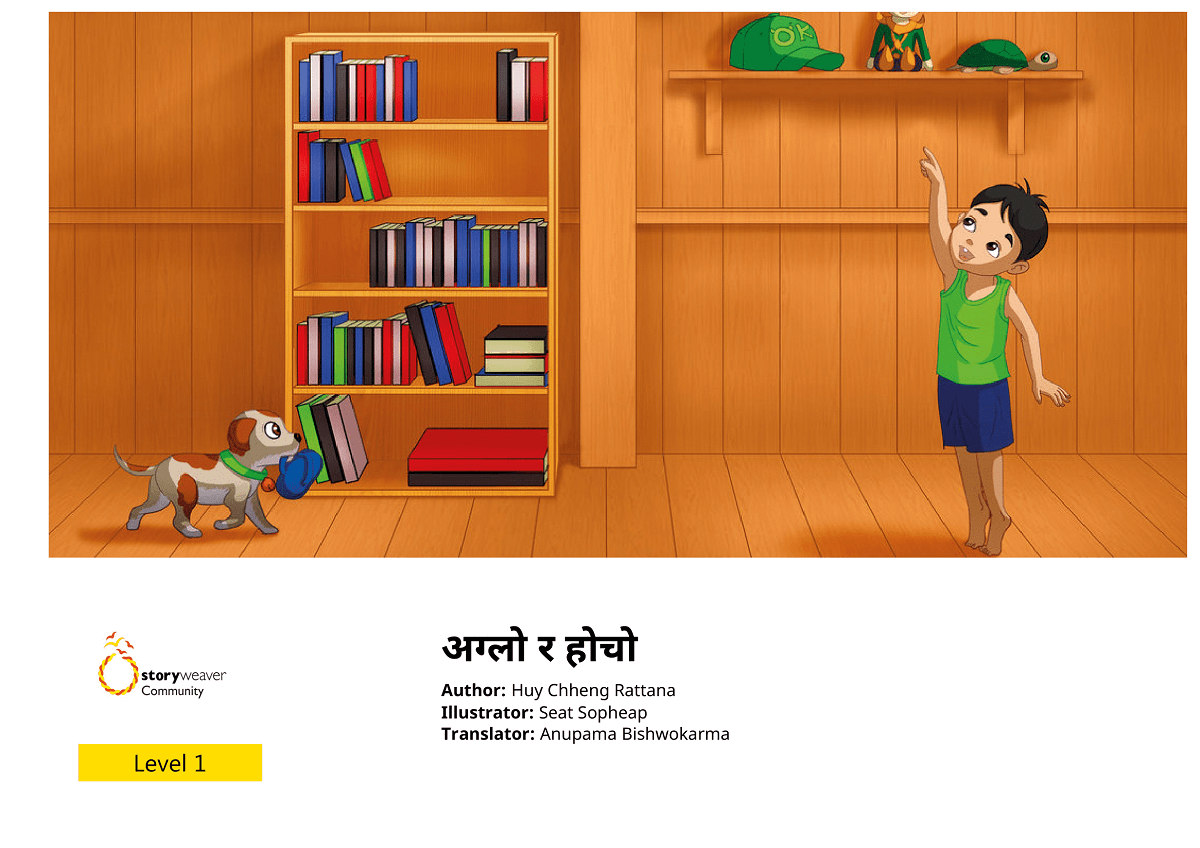 OK
अग्लो र होचो
Author: Huy Chheng Rattana
Illustrator: Seat Sopheap
Translator: Anupama Bishwokarma
storyweaver
Community
Level 1